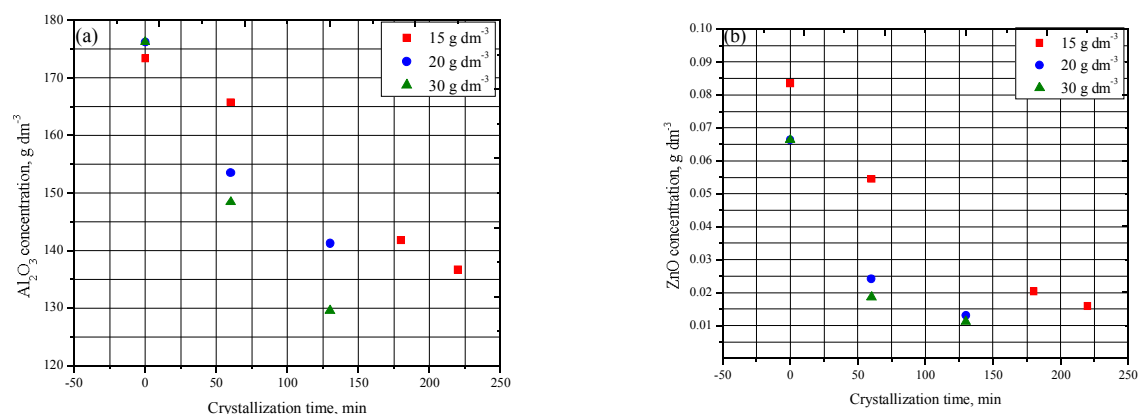 (a)
15 g dm⁻³
20 g dm⁻³
30 g dm⁻³
180
170
160
150
140
130
120
Al₂O₃ concentration, g dm⁻³
-50 0 50 100 150 200 250
Crystallization time, min
(b)
15 g dm⁻³
20 g dm⁻³
30 g dm⁻³
0.10
0.09
0.08
0.07
0.06
0.05
0.04
0.03
0.02
0.01
ZnO concentration, g dm⁻³
-50 0 50 100 150 200 250
Crystallization time, min